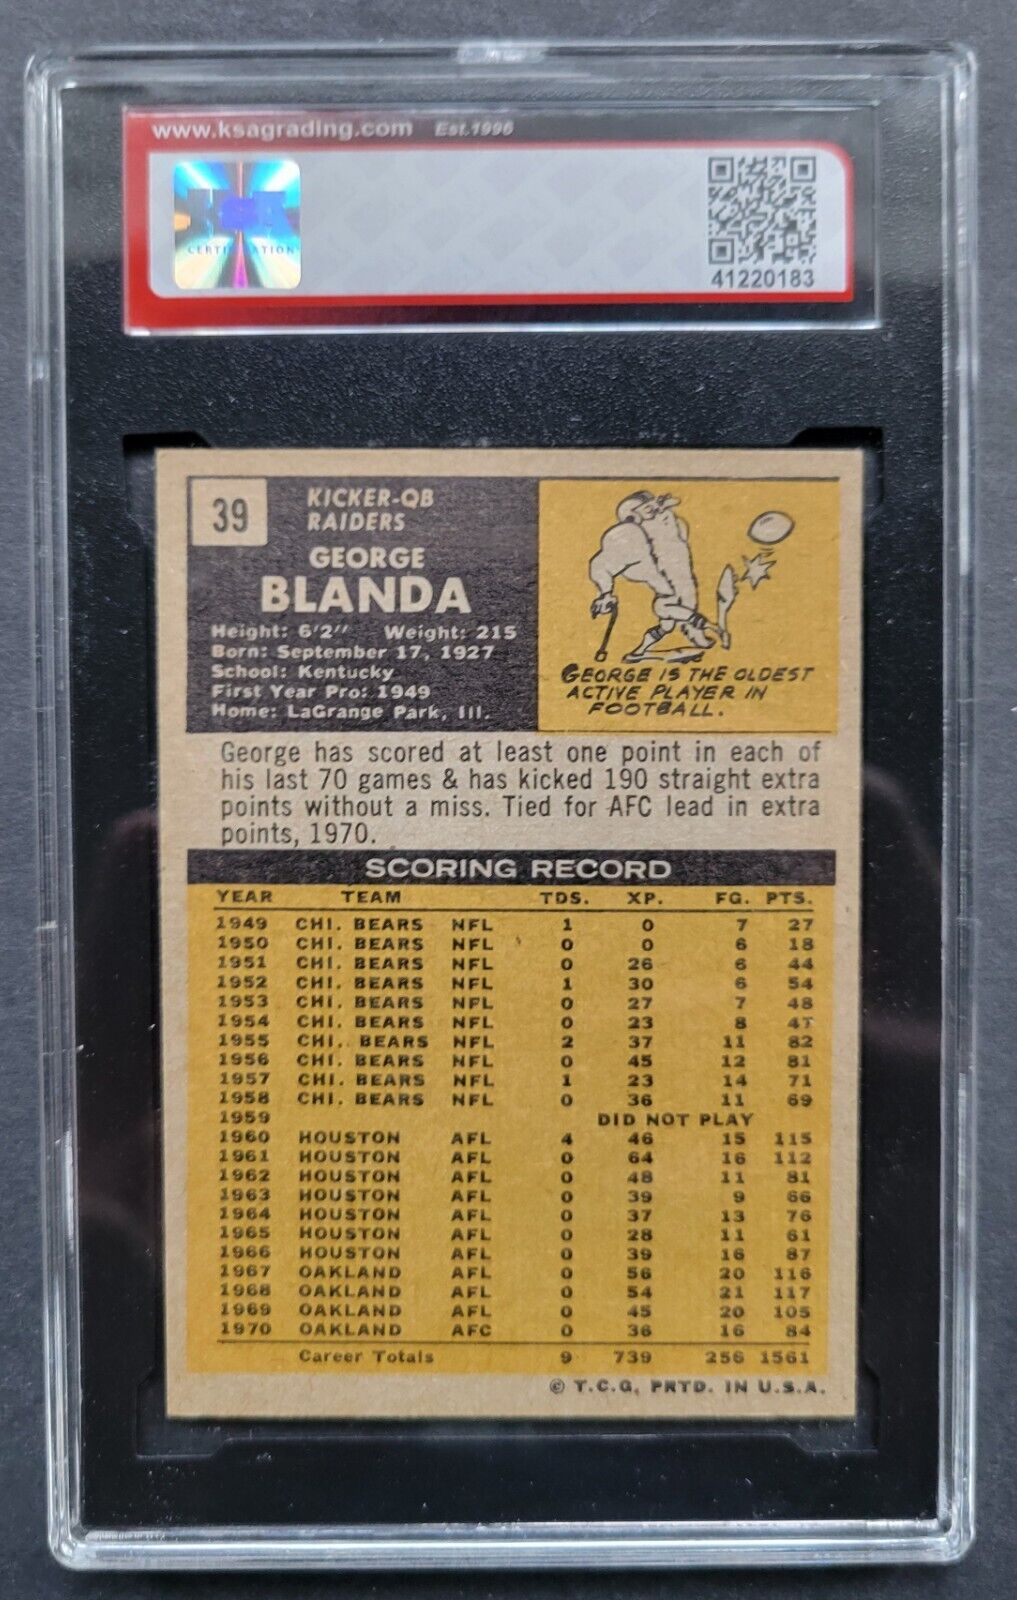 www.ksagrading.com Est.1996
KSA
CERTIFICATION
41220183
39
KICKER-QB
RAIDERS
GEORGE
BLANDA
Height: 6'2" Weight: 215
Born: September 17, 1927
School: Kentucky
First Year Pro: 1949
Home: LaGrange Park, Ill.
GEORGE IS THE OLDEST
ACTIVE PLAYER IN
FOOTBALL.
George has scored at least one point in each of
his last 70 games & has kicked 190 straight extra
points without a miss. Tied for AFC lead in extra
points, 1970.
SCORING RECORD
YEAR TEAM TDS. XP. FG. PTS.
1949 CHI. BEARS NFL 1 0 7 27
1950 CHI. BEARS NFL 0 0 6 18
1951 CHI. BEARS NFL 0 26 6 44
1952 CHI. BEARS NFL 1 30 6 54
1953 CHI. BEARS NFL 0 27 7 48
1954 CHI. BEARS NFL 0 23 8 47
1955 CHI. BEARS NFL 2 37 11 82
1956 CHI. BEARS NFL 0 45 12 81
1957 CHI. BEARS NFL 1 23 14 71
1958 CHI. BEARS NFL 0 36 11 69
1959 DID NOT PLAY
1960 HOUSTON AFL 4 46 15 115
1961 HOUSTON AFL 0 64 16 112
1962 HOUSTON AFL 0 48 11 81
1963 HOUSTON AFL 0 39 9 66
1964 HOUSTON AFL 0 37 13 76
1965 HOUSTON AFL 0 28 11 61
1966 HOUSTON AFL 0 39 16 87
1967 OAKLAND AFL 0 56 20 116
1968 OAKLAND AFL 0 54 21 117
1969 OAKLAND AFL 0 45 20 105
1970 OAKLAND AFC 0 36 16 84
Career Totals 9 739 256 1561
© T.C.G. PRTD. IN U.S.A.